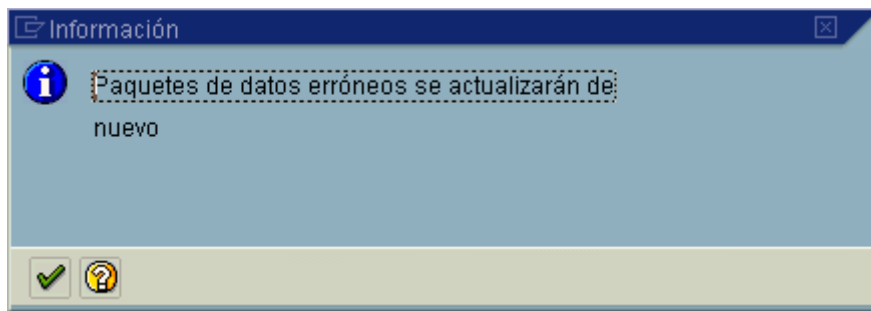 Información
Paquetes de datos erróneos se actualizarán de
nuevo